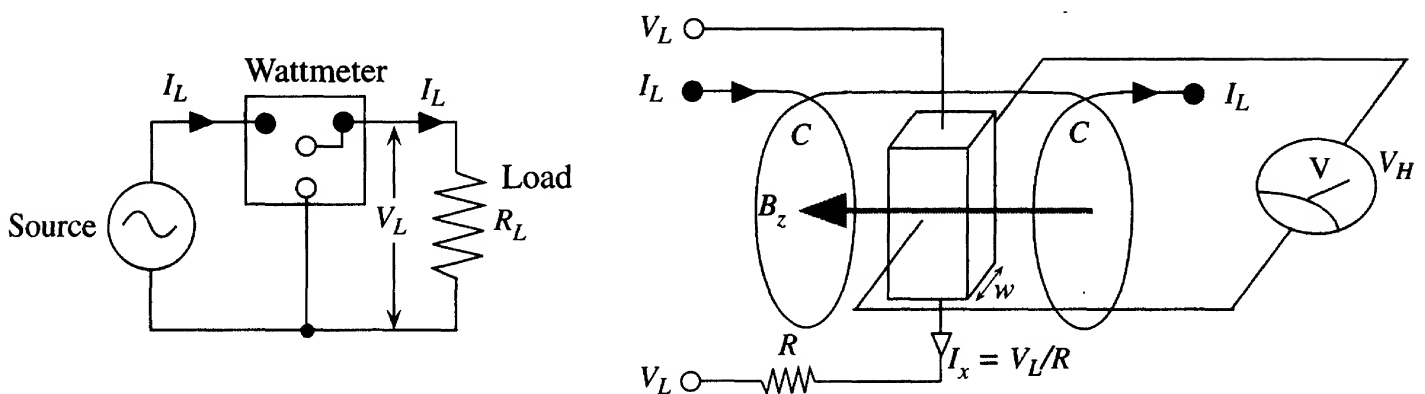 Wattmeter
I_L
I_L
Source
V_L
Load
R_L
V_L
I_L
I_L
C
C
B_z
V
V_H
w
R
V_L
I_x = V_L/R